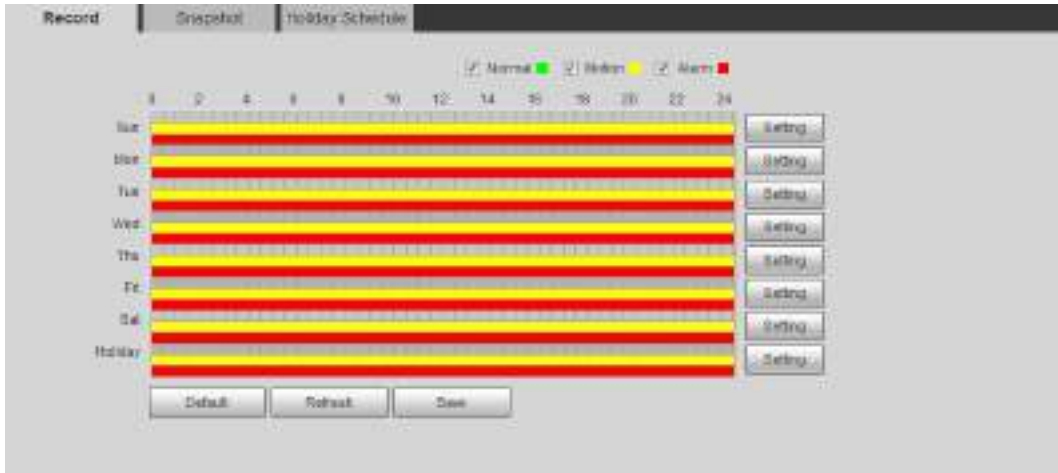 Record Snapshot Holiday Schedule
Normal Motion Alarm
0 2 4 6 8 10 12 14 16 18 20 22 24
Sun Setting
Mon Setting
Tue Setting
Wed Setting
Thu Setting
Fri Setting
Sat Setting
Holiday Setting
Default Refresh Save